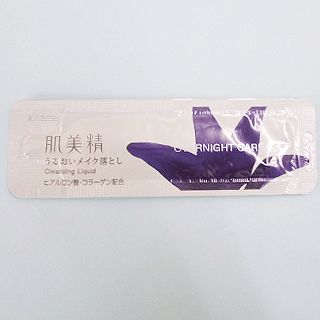 肌美精
うるおいメイク落とし
Cleansing Liquid
ヒアルロン酸・コラーゲン配合
OVERNIGHT CARE